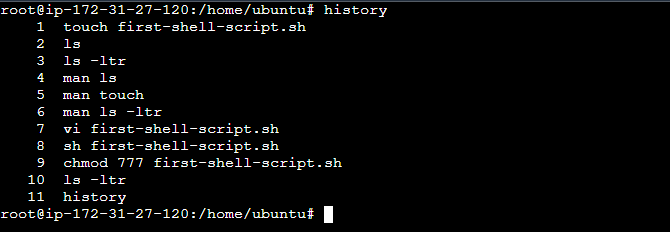 root@ip-172-31-27-120:/home/ubuntu# history
    1  touch first-shell-script.sh
    2  ls
    3  ls -ltr
    4  man ls
    5  man touch
    6  man ls -ltr
    7  vi first-shell-script.sh
    8  sh first-shell-script.sh
    9  chmod 777 first-shell-script.sh
   10  ls -ltr
   11  history
root@ip-172-31-27-120:/home/ubuntu#